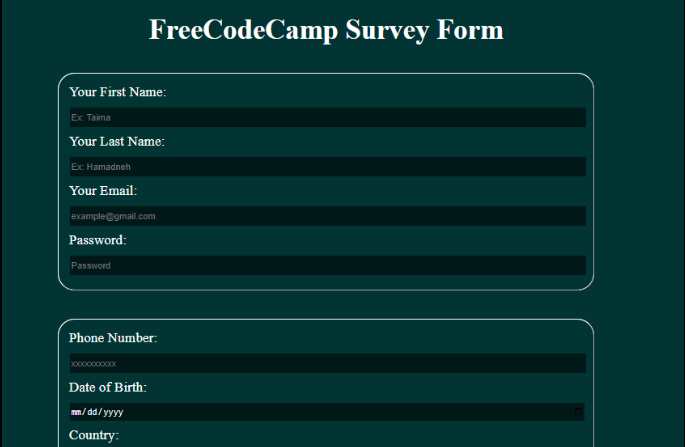 FreeCodeCamp Survey Form
Your First Name:
Ex: Taima
Your Last Name:
Ex: Hamadneh
Your Email:
example@gmail.com
Password:
Password
Phone Number:
xxxxxxxxxx
Date of Birth:
mm/dd/yyyy
Country: